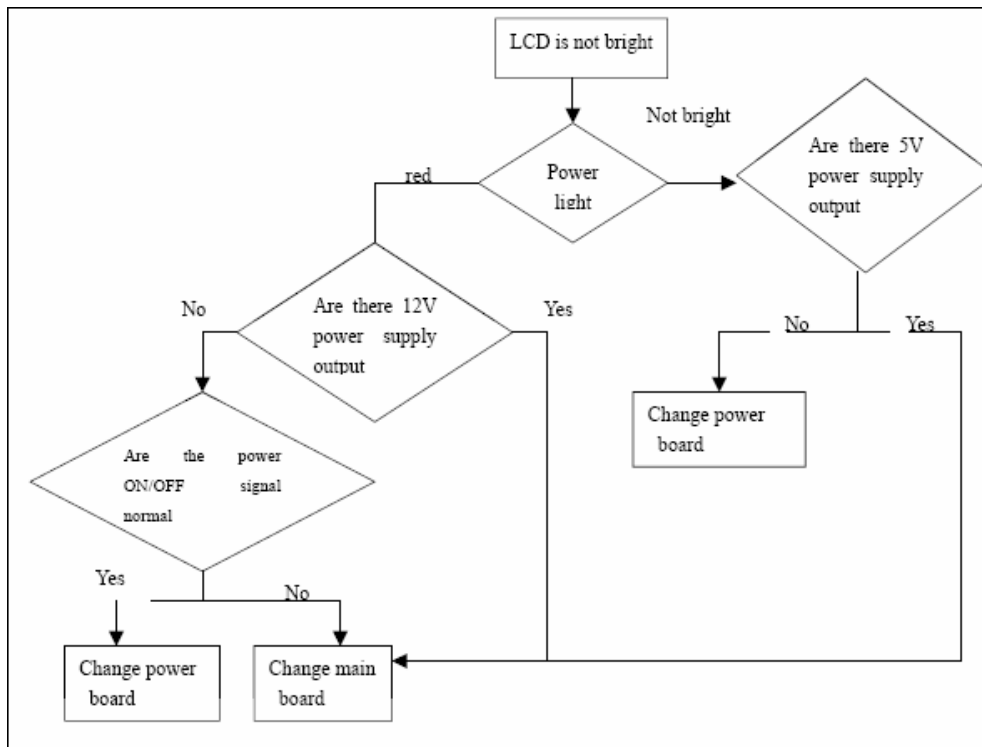 LCD is not bright
Not bright
Are there 5V
power supply
output
Power
light
red
Are there 12V
power supply
output
No
Yes
No
Yes
Change power
board
Are the power
ON/OFF signal
normal
Yes
No
Change power
board
Change main
board